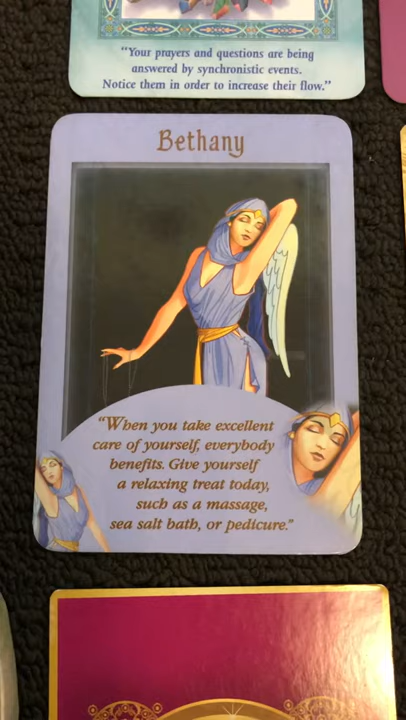 “Your prayers and questions are being
answered by synchronistic events.
Notice them in order to increase their flow.”
Bethany
“When you take excellent
care of yourself, everybody
benefits. Give yourself
a relaxing treat today,
such as a massage,
sea salt bath, or pedicure.”